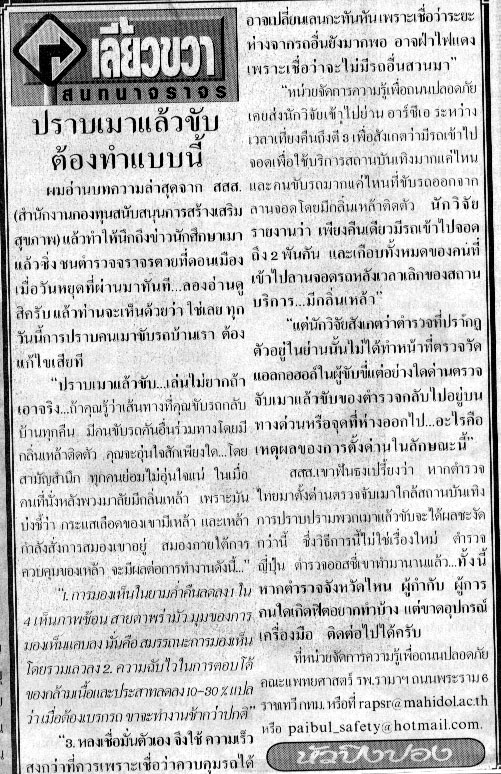 เลี้ยวขวา
สนทนาจราจร
ปราบเมาแล้วขับ
ต้องทำแบบนี้
ผมอ่านบทความล่าสุดจาก สสส.
(สำนักงานกองทุนสนับสนุนการสร้างเสริม
สุขภาพ) แล้วทำให้นึกถึงข่าวนักศึกษาเมา
แล้วซิ่ง ชนตำรวจจราจรตายที่ดอนเมือง
เมื่อวันหยุดที่ผ่านมาทันที...ลองอ่านดู
สิครับ แล้วท่านจะเห็นด้วยว่า ใช่เลย ทุก
วันนี้การปราบคนเมาขับรถบ้านเรา ต้อง
แก้ไขเสียที
“ปราบเมาแล้วขับ...เล่นไม่ยากถ้า
เอาจริง...ถ้าคุณรู้ว่าเส้นทางที่คุณขับรถกลับ
บ้านทุกคืน มีคนขับรถคันอื่นร่วมทางโดยมี
กลิ่นเหล้าติดตัว คุณจะอุ่นใจสักเพียงใด...โดย
สามัญสำนึก ทุกคนย่อมไม่อุ่นใจแน่ ในเมื่อ
คนที่นั่งหลังพวงมาลัยมีกลิ่นเหล้า เพราะมัน
บ่งชี้ว่า กระแสเลือดของเขามีเหล้า และเหล้า
กำลังสั่งการสมองเขาอยู่ สมองภายใต้การ
ควบคุมของเหล้า จะมีผลต่อการทำงานดังนี้...”
“1. การมองเห็นในยามค่ำคืนลดลง 1 ใน
4 เห็นภาพซ้อน สายตาพร่ามัว มุมของการ
มองเห็นแคบลง นั่นคือ สมรรถนะการมองเห็น
โดยรวมเลวลง 2. ความฉับไวในการตอบโต้
ของกล้ามเนื้อและประสาทลดลง 10-30 % แปล
ว่า เมื่อต้องเบรกรถ ขาจะทำงานช้ากว่าปกติ”
“3. หลงเชื่อมั่นตัวเอง จึงใช้ ความเร็ว
สูงกว่าที่ควรเพราะเชื่อว่าควบคุมรถได้
อาจเปลี่ยนเลนกะทันหัน เพราะเชื่อว่าระยะ
ห่างจากรถอื่นยังมากพอ อาจฝ่าไฟแดง
เพราะเชื่อว่าจะไม่มีรถอื่นสวนมา”
“หน่วยจัดการความรู้เพื่อถนนปลอดภัย
เคยส่งนักวิจัยเข้าไปย่าน อาร์ซีเอ ระหว่าง
เวลาเที่ยงคืนถึงตี 3 เพื่อสังเกตว่ามีรถเข้าไป
จอดเพื่อใช้บริการสถานบันเทิงมากแค่ไหน
และคนขับรถมากแค่ไหนที่ขับรถออกจาก
ลานจอดโดยมีกลิ่นเหล้าติดตัว นักวิจัย
รายงานว่า เพียงคืนเดียวมีรถเข้าไปจอด
ถึง 2 พันคัน และเกือบทั้งหมดของคนที่
เข้าไปลานจอดรถหลังเวลาเลิกของสถาน
บริการ...มีกลิ่นเหล้า”
“แต่นักวิจัยสังเกตว่าตำรวจที่ปรากฏ
ตัวอยู่ในย่านนั้นไม่ได้ทำหน้าที่ตรวจวัด
แอลกอฮอล์ในผู้ขับขี่แต่อย่างใดด่านตรวจ
จับเมาแล้วขับของตำรวจกลับไปอยู่บน
ทางด่วนหรือจุดที่ห่างออกไป...อะไรคือ
เหตุผลของการตั้งด่านในลักษณะนี้”
สสส.เขาฟันธงเปรี้ยงว่า หากตำรวจ
ไทยมาตั้งด่านตรวจจับเมาใกล้สถานบันเทิง
การปราบปรามพวกเมาแล้วขับจะได้ผลชะงัด
กว่านี้ ซึ่งวิธีการนี้ไม่ใช่เรื่องใหม่ ตำรวจ
ญี่ปุ่น ตำรวจออสซี่เขาทำมานานแล้ว...ทั้งนี้
หากตำรวจจังหวัดไหน ผู้กำกับ ผู้การ
คนใดเกิดฟิตอยากทำบ้าง แต่ขาดอุปกรณ์
เครื่องมือ ติดต่อไปได้ครับ
ที่หน่วยจัดการความรู้เพื่อถนนปลอดภัย
คณะแพทยศาสตร์ รพ.รามาฯ ถนนพระราม 6
ราชเทวี กทม. หรือที่ rapsr@mahidol.ac.th
หรือ paibul_safety@hotmail.com.
หัวปิงปอง